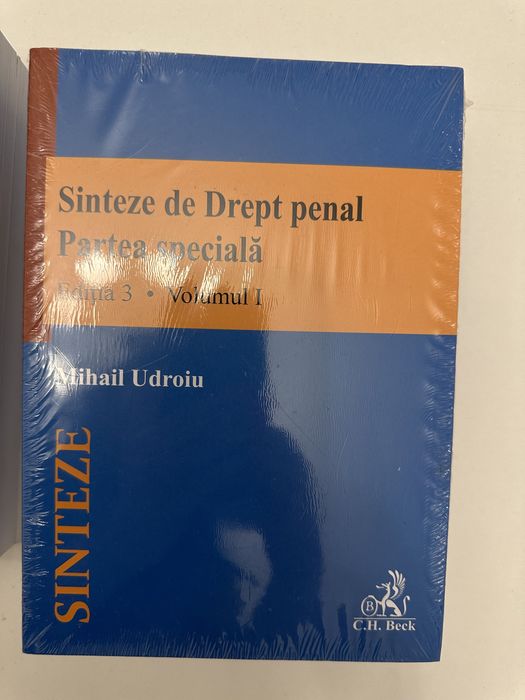 Sinteze de Drept penal
Partea specială
Ediția 3 • Volumul I
Mihail Udroiu
SINTEZE
B
C.H. Beck